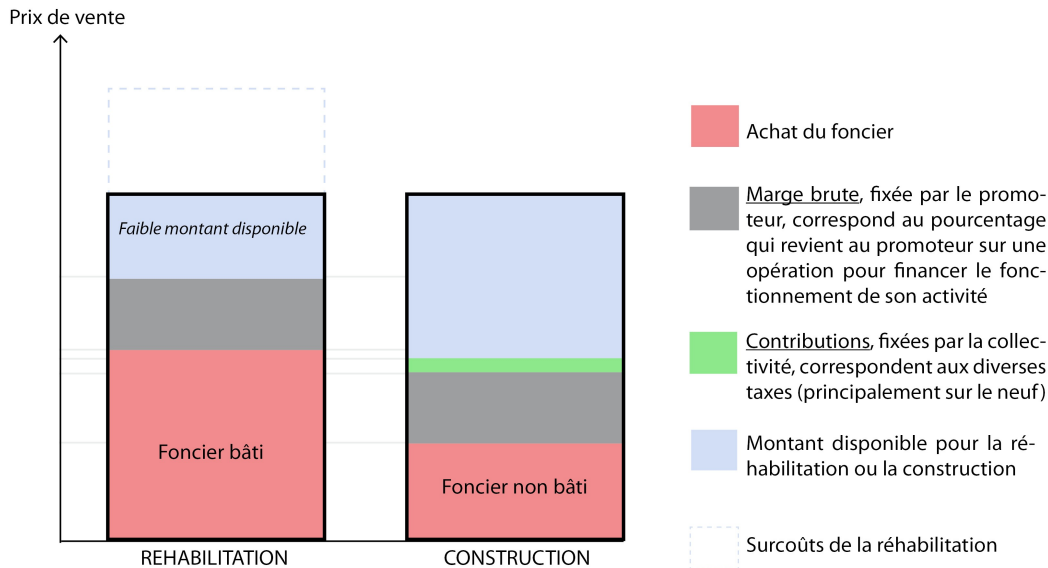 Prix de vente
Faible montant disponible
Foncier bâti
Foncier non bâti
REHABILITATION
CONSTRUCTION
Achat du foncier
Marge brute, fixée par le promo-
teur, correspond au pourcentage
qui revient au promoteur sur une
opération pour financer le fonc-
tionnement de son activité
Contributions, fixées par la collec-
tivité, correspondent aux diverses
taxes (principalement sur le neuf)
Montant disponible pour la ré-
habilitation ou la construction
Surcoûts de la réhabilitation